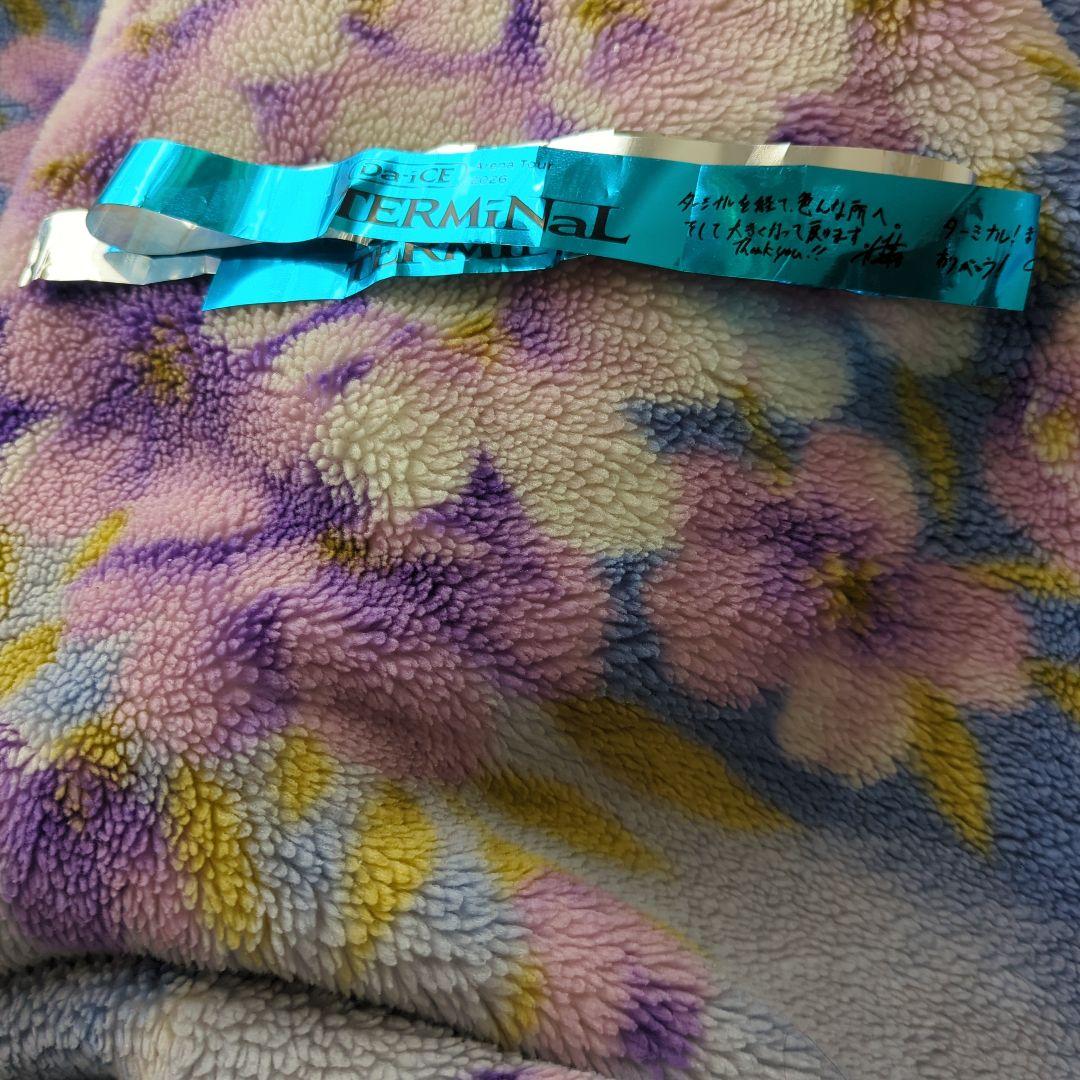 Da-iCE Arena Tour
2026
TERMiNaL
TERMiNaL
ターミナルを経て、色んな所へ
そして大きくなって戻ります
Thank you!!
ターミナル!
ありがとう!